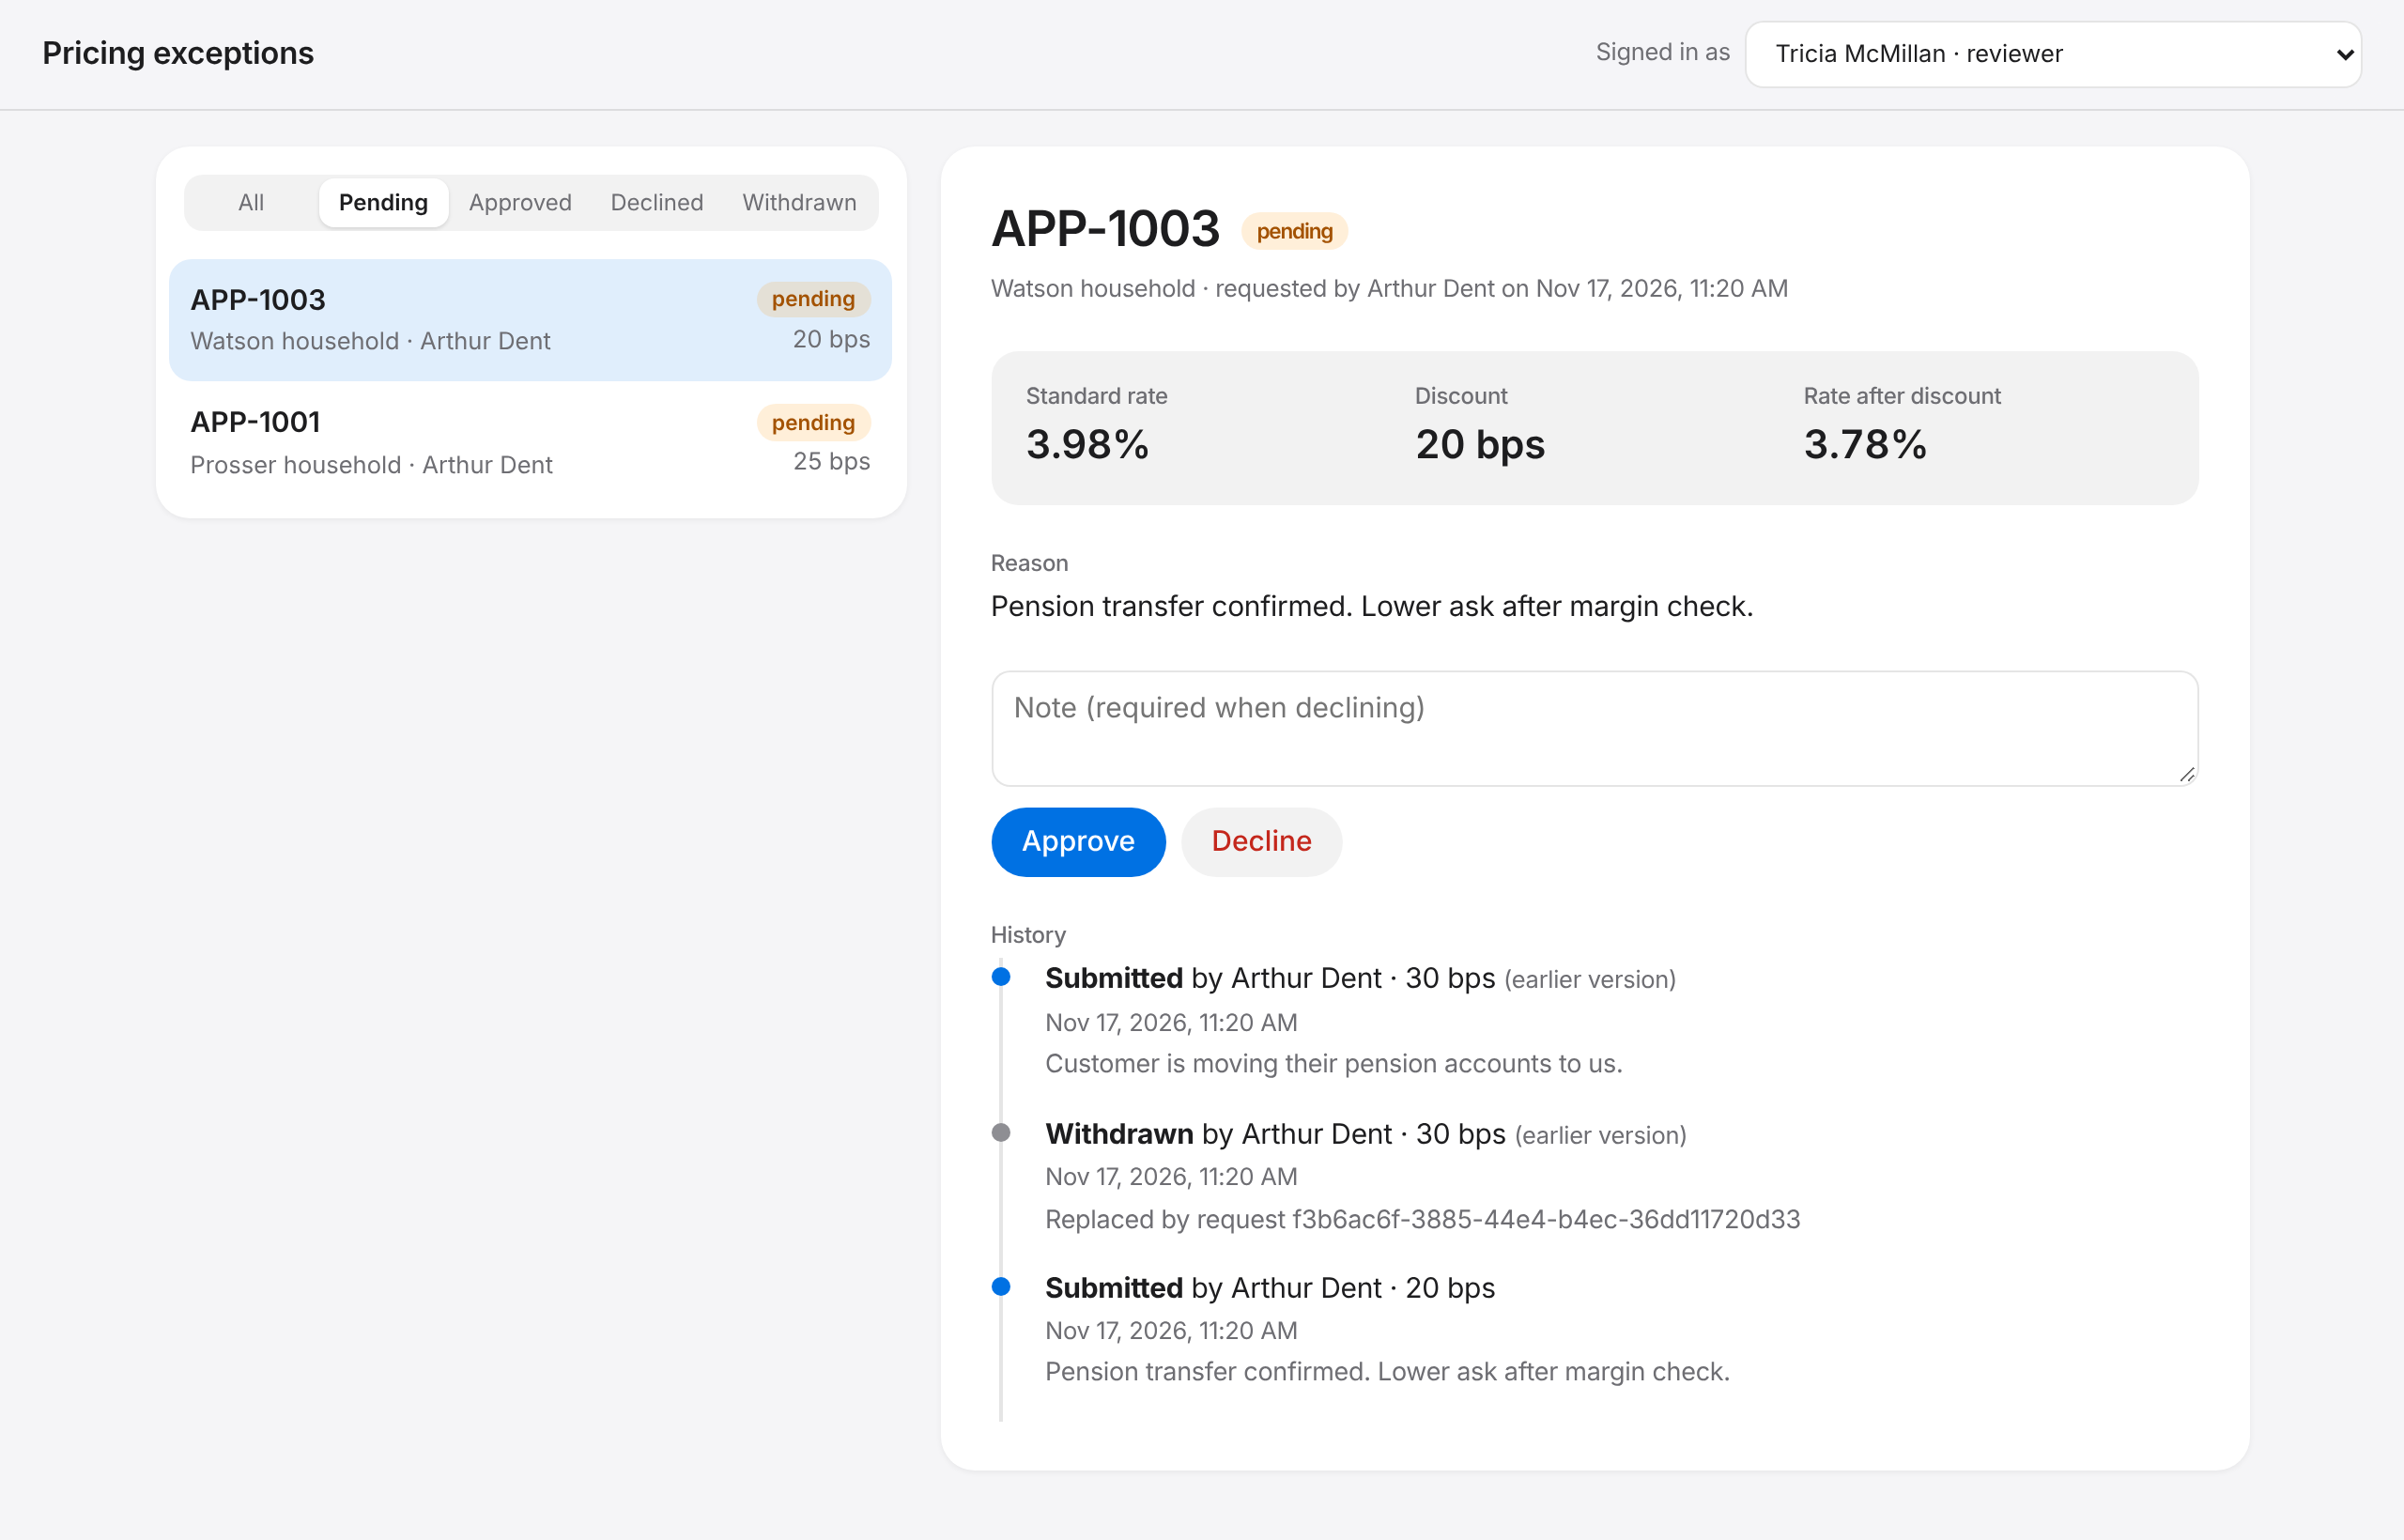 Pricing exceptions
Signed in as Tricia McMillan · reviewer
All Pending Approved Declined Withdrawn
APP-1003 pending
Watson household · Arthur Dent 20 bps
APP-1001 pending
Prosser household · Arthur Dent 25 bps
APP-1003 pending
Watson household · requested by Arthur Dent on Nov 17, 2026, 11:20 AM
Standard rate Discount Rate after discount
3.98% 20 bps 3.78%
Reason
Pension transfer confirmed. Lower ask after margin check.
Note (required when declining)
Approve Decline
History
Submitted by Arthur Dent · 30 bps (earlier version)
Nov 17, 2026, 11:20 AM
Customer is moving their pension accounts to us.
Withdrawn by Arthur Dent · 30 bps (earlier version)
Nov 17, 2026, 11:20 AM
Replaced by request f3b6ac6f-3885-44e4-b4ec-36dd11720d33
Submitted by Arthur Dent · 20 bps
Nov 17, 2026, 11:20 AM
Pension transfer confirmed. Lower ask after margin check.